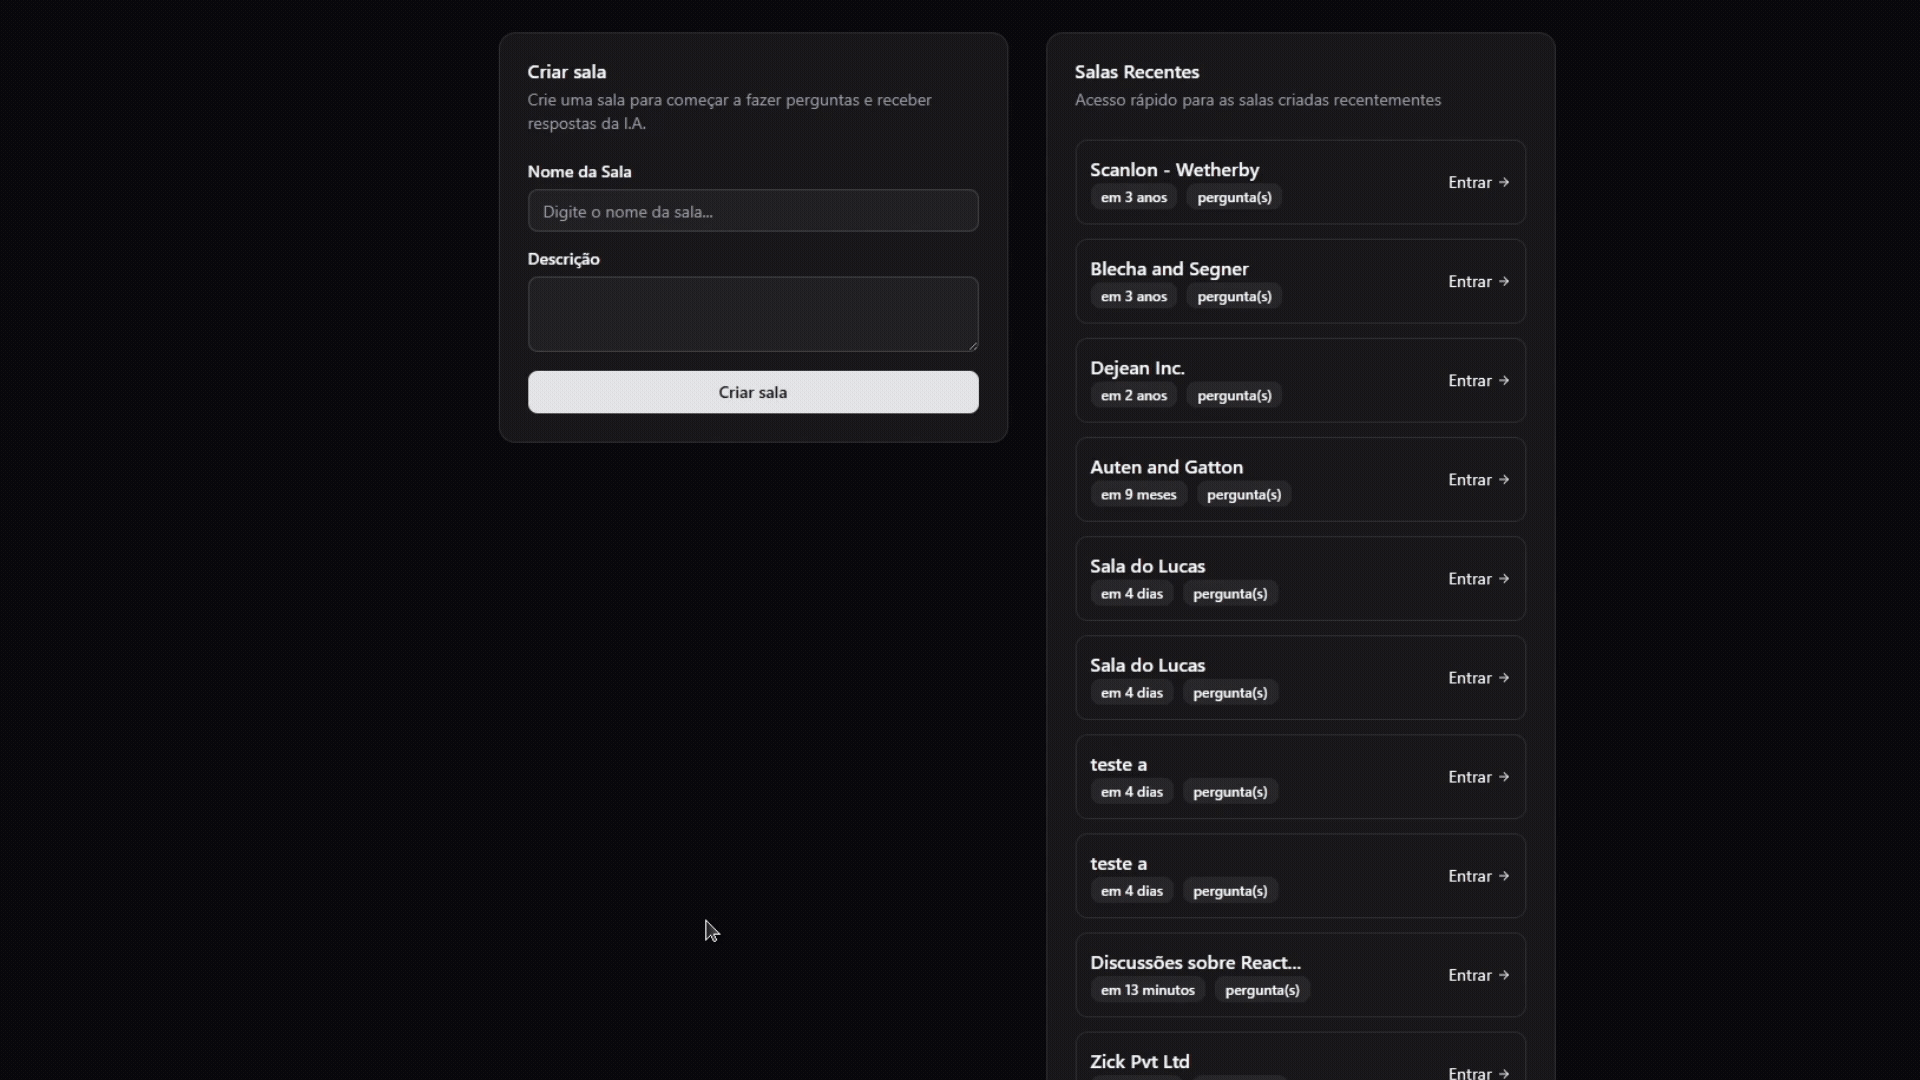 Criar sala
Crie uma sala para começar a fazer perguntas e receber
respostas da I.A.
Nome da Sala
Digite o nome da sala...
Descrição
Criar sala
Salas Recentes
Acesso rápido para as salas criadas recentementes
Scanlon - Wetherby
em 3 anos pergunta(s)
Entrar →
Blecha and Segner
em 3 anos pergunta(s)
Entrar →
Dejean Inc.
em 2 anos pergunta(s)
Entrar →
Auten and Gatton
em 9 meses pergunta(s)
Entrar →
Sala do Lucas
em 4 dias pergunta(s)
Entrar →
Sala do Lucas
em 4 dias pergunta(s)
Entrar →
teste a
em 4 dias pergunta(s)
Entrar →
teste a
em 4 dias pergunta(s)
Entrar →
Discussões sobre React...
em 13 minutos pergunta(s)
Entrar →
Zick Pvt Ltd
Entrar →